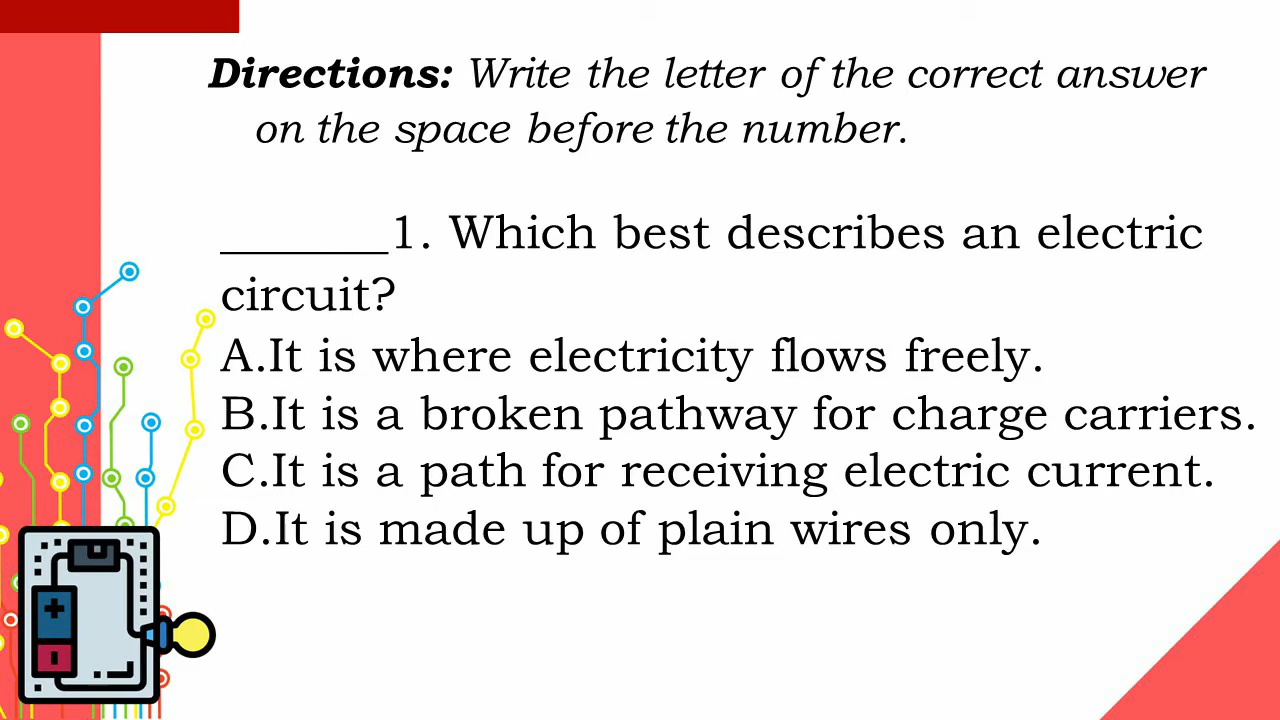 Directions: Write the letter of the correct answer
on the space before the number.
_______1. Which best describes an electric
circuit?
A.It is where electricity flows freely.
B.It is a broken pathway for charge carriers.
C.It is a path for receiving electric current.
D.It is made up of plain wires only.